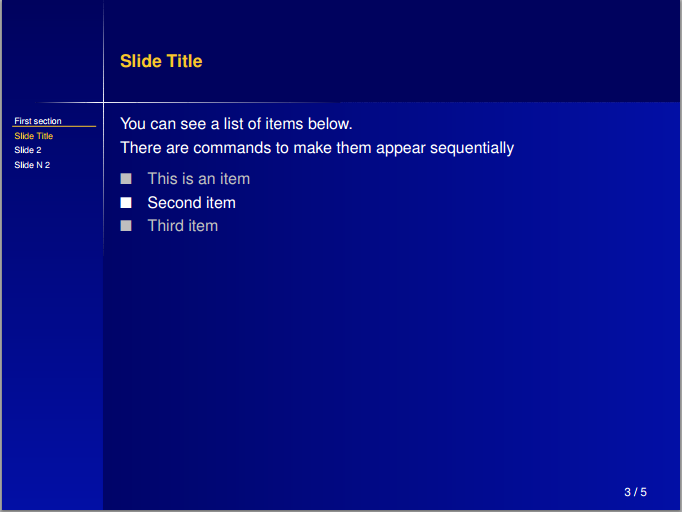 Slide Title
First section
Slide Title
Slide 2
Slide N 2
You can see a list of items below.
There are commands to make them appear sequentially
This is an item
Second item
Third item
3 / 5